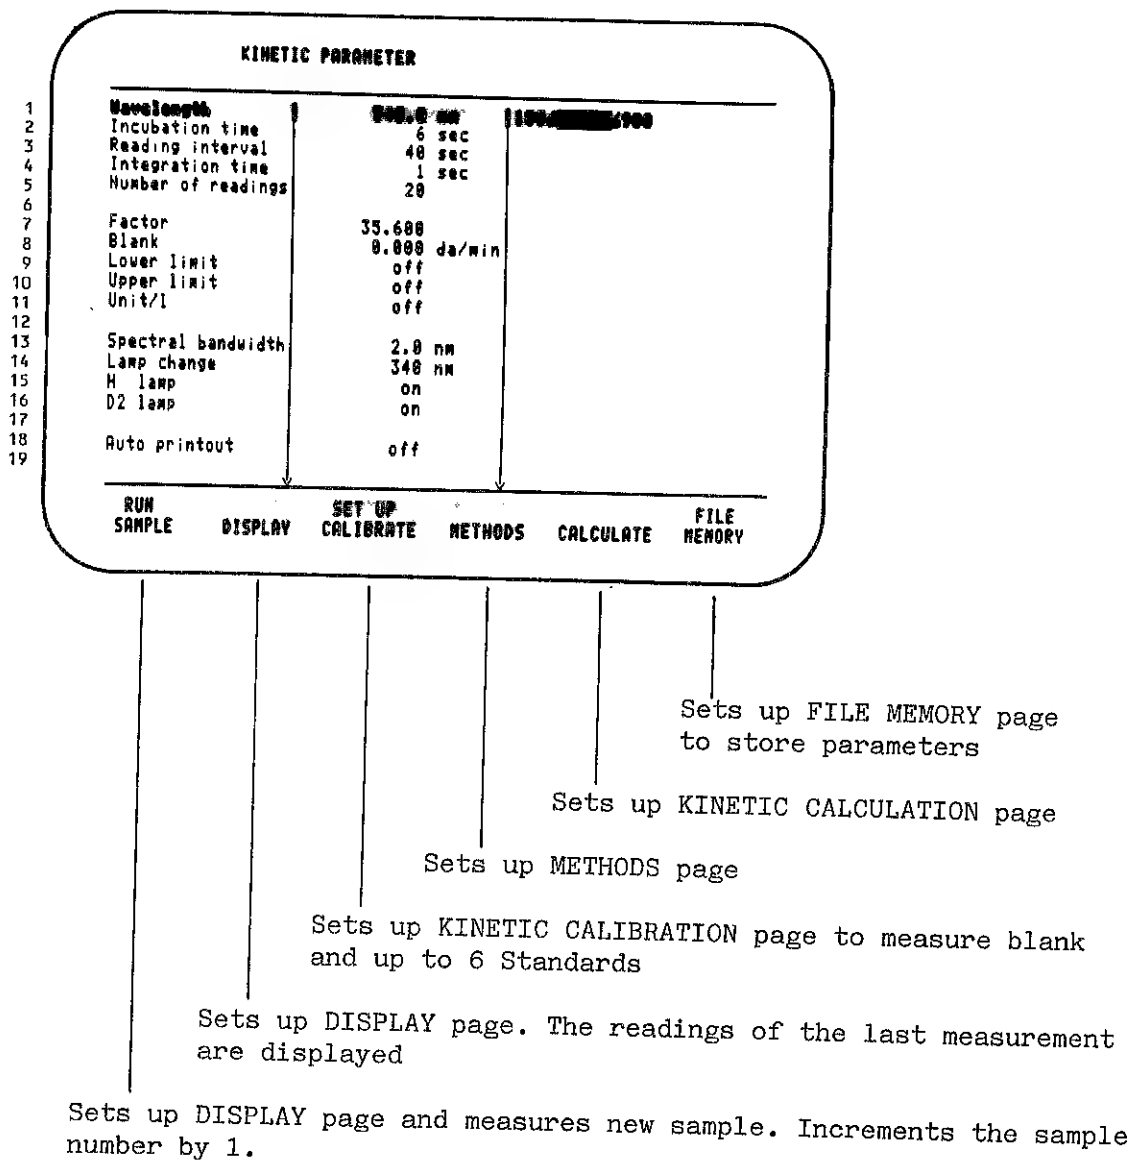 KINETIC PARAMETER
1 Wavelength nm
2 Incubation time 6 sec
3 Reading interval 40 sec
4 Integration time 1 sec
5 Number of readings 20
6
7 Factor 35.600
8 Blank 0.000 da/min
9 Lower limit off
10 Upper limit off
11 Unit/l off
12
13 Spectral bandwidth 2.0 nm
14 Lamp change 340 nm
15 H lamp on
16 D2 lamp on
17
18 Auto printout off
19
RUN SET UP FILE
SAMPLE DISPLAY CALIBRATE METHODS CALCULATE MEMORY
Sets up FILE MEMORY page
to store parameters
Sets up KINETIC CALCULATION page
Sets up METHODS page
Sets up KINETIC CALIBRATION page to measure blank
and up to 6 Standards
Sets up DISPLAY page. The readings of the last measurement
are displayed
Sets up DISPLAY page and measures new sample. Increments the sample
number by 1.